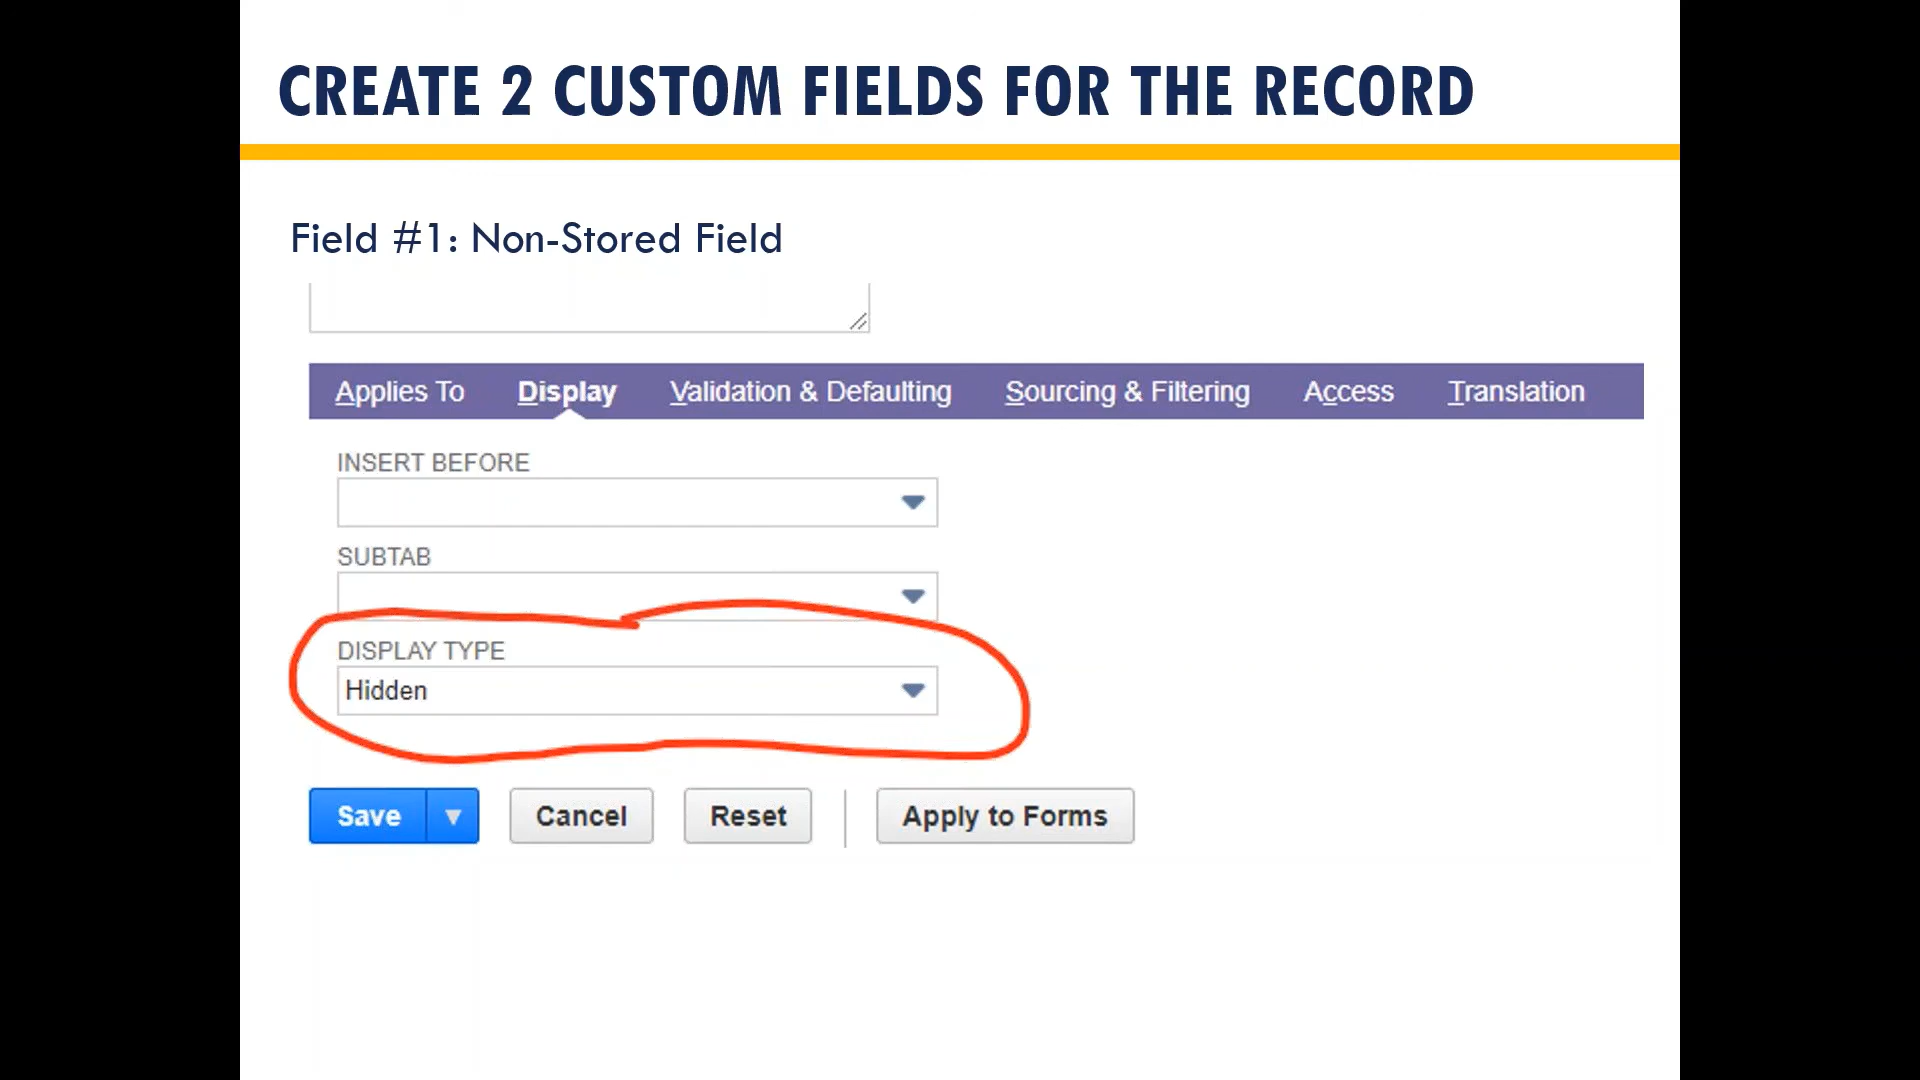 CREATE 2 CUSTOM FIELDS FOR THE RECORD
Field #1: Non-Stored Field
Applies To Display Validation & Defaulting Sourcing & Filtering Access Translation
INSERT BEFORE
SUBTAB
DISPLAY TYPE
Hidden
Save Cancel Reset Apply to Forms